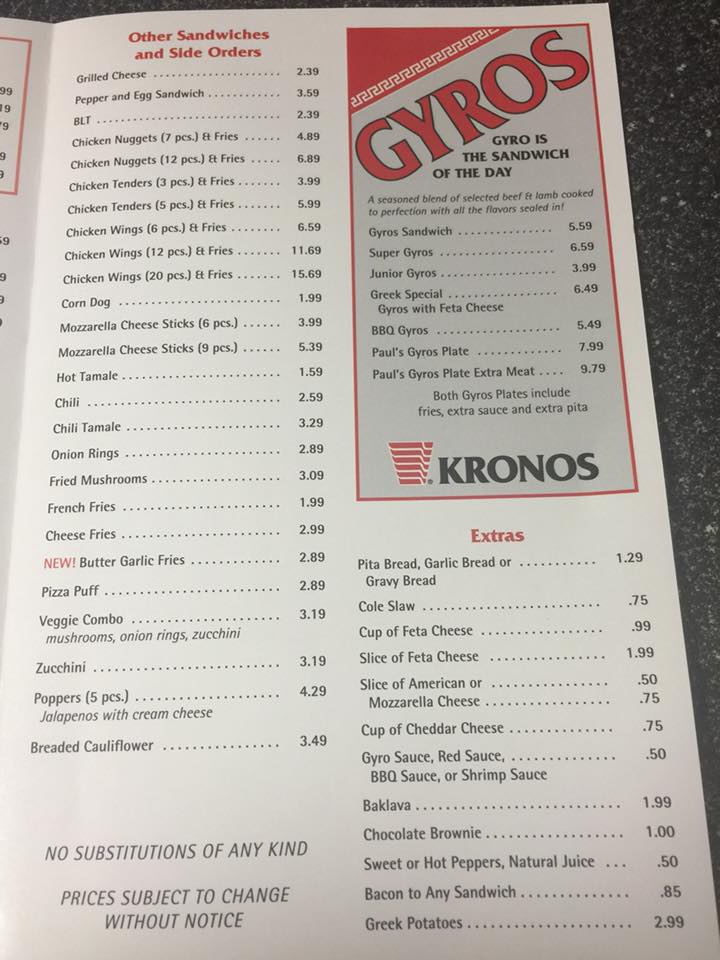 Other Sandwiches
and Side Orders
Grilled Cheese ..................... 2.39
Pepper and Egg Sandwich ............ 3.59
BLT ............................... 2.39
Chicken Nuggets (7 pcs.) & Fries ...... 4.89
Chicken Nuggets (12 pcs.) & Fries ..... 6.89
Chicken Tenders (3 pcs.) & Fries ....... 3.99
Chicken Tenders (5 pcs.) & Fries ....... 5.99
Chicken Wings (6 pcs.) & Fries ........ 6.59
Chicken Wings (12 pcs.) & Fries ....... 11.69
Chicken Wings (20 pcs.) & Fries ....... 15.69
Corn Dog ......................... 1.99
Mozzarella Cheese Sticks (6 pcs.) ...... 3.99
Mozzarella Cheese Sticks (9 pcs.) ...... 5.39
Hot Tamale ........................ 1.59
Chili .............................. 2.59
Chili Tamale ........................ 3.29
Onion Rings ........................ 2.89
Fried Mushrooms .................... 3.09
French Fries ........................ 1.99
Cheese Fries ........................ 2.99
NEW! Butter Garlic Fries ............. 2.89
Pizza Puff .......................... 2.89
Veggie Combo ...................... 3.19
mushrooms, onion rings, zucchini
Zucchini ............................ 3.19
Poppers (5 pcs.) ..................... 4.29
Jalapenos with cream cheese
Breaded Cauliflower ................ 3.49
NO SUBSTITUTIONS OF ANY KIND
PRICES SUBJECT TO CHANGE
WITHOUT NOTICE
GYROS
GYRO IS
THE SANDWICH
OF THE DAY
A seasoned blend of selected beef & lamb cooked
to perfection with all the flavors sealed in!
Gyros Sandwich ............... 5.59
Super Gyros .................. 6.59
Junior Gyros .................. 3.99
Greek Special ................. 6.49
Gyros with Feta Cheese
BBQ Gyros ................... 5.49
Paul's Gyros Plate ............. 7.99
Paul's Gyros Plate Extra Meat .... 9.79
Both Gyros Plates include
fries, extra sauce and extra pita
KRONOS
Extras
Pita Bread, Garlic Bread or ........... 1.29
Gravy Bread
Cole Slaw .......................... .75
Cup of Feta Cheese .................. .99
Slice of Feta Cheese ................. 1.99
Slice of American or ................. .50
Mozzarella Cheese .................. .75
Cup of Cheddar Cheese ............... .75
Gyro Sauce, Red Sauce, ............... .50
BBQ Sauce, or Shrimp Sauce
Baklava ............................. 1.99
Chocolate Brownie .................... 1.00
Sweet or Hot Peppers, Natural Juice ... .50
Bacon to Any Sandwich ............... .85
Greek Potatoes ....................... 2.99